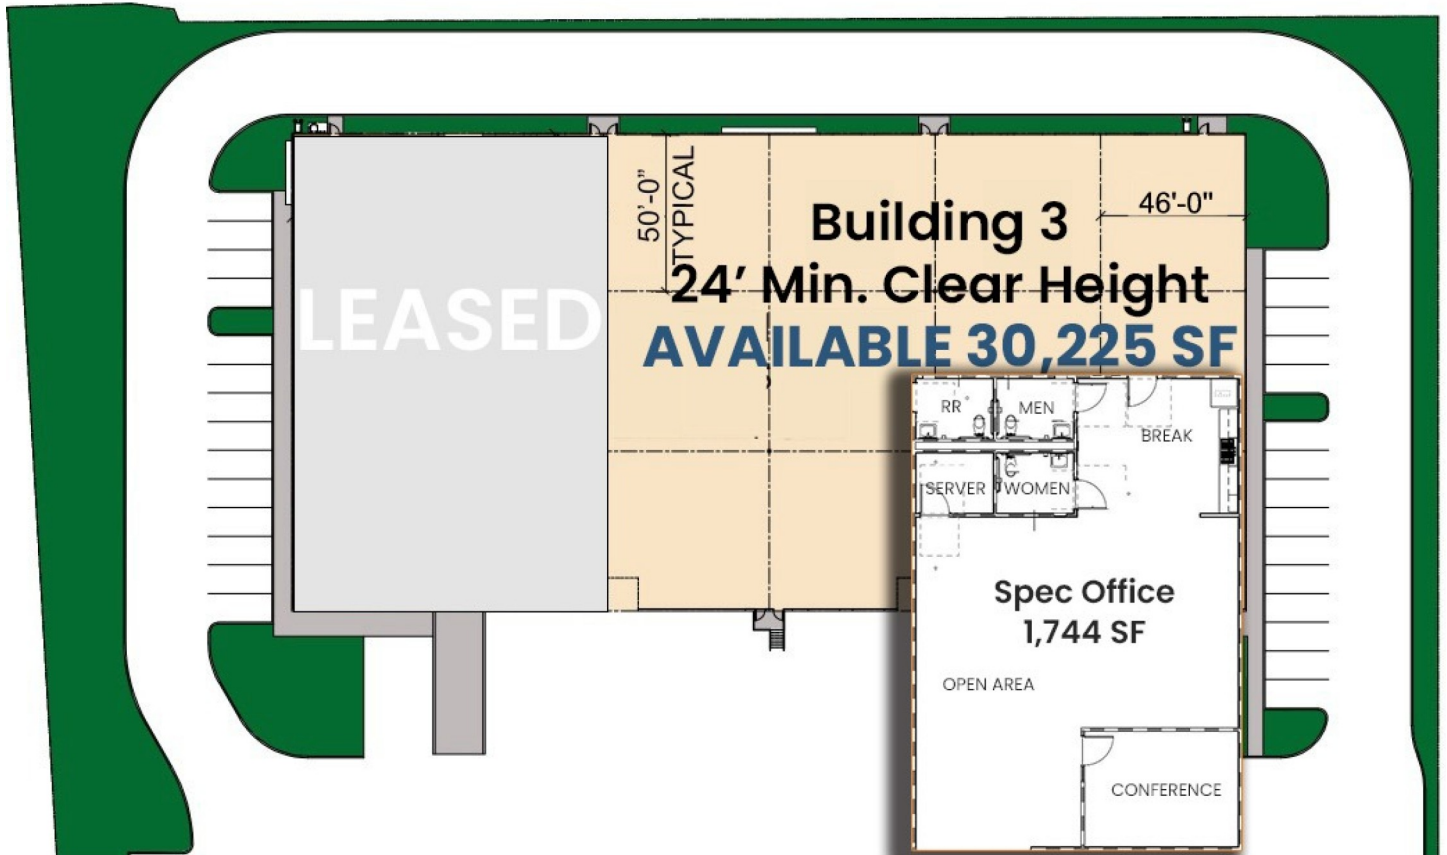 50'-0"
TYPICAL
46'-0"
Building 3
24’ Min. Clear Height
LEASED
AVAILABLE 30,225 SF
RR
MEN
BREAK
SERVER
WOMEN
Spec Office
1,744 SF
OPEN AREA
CONFERENCE